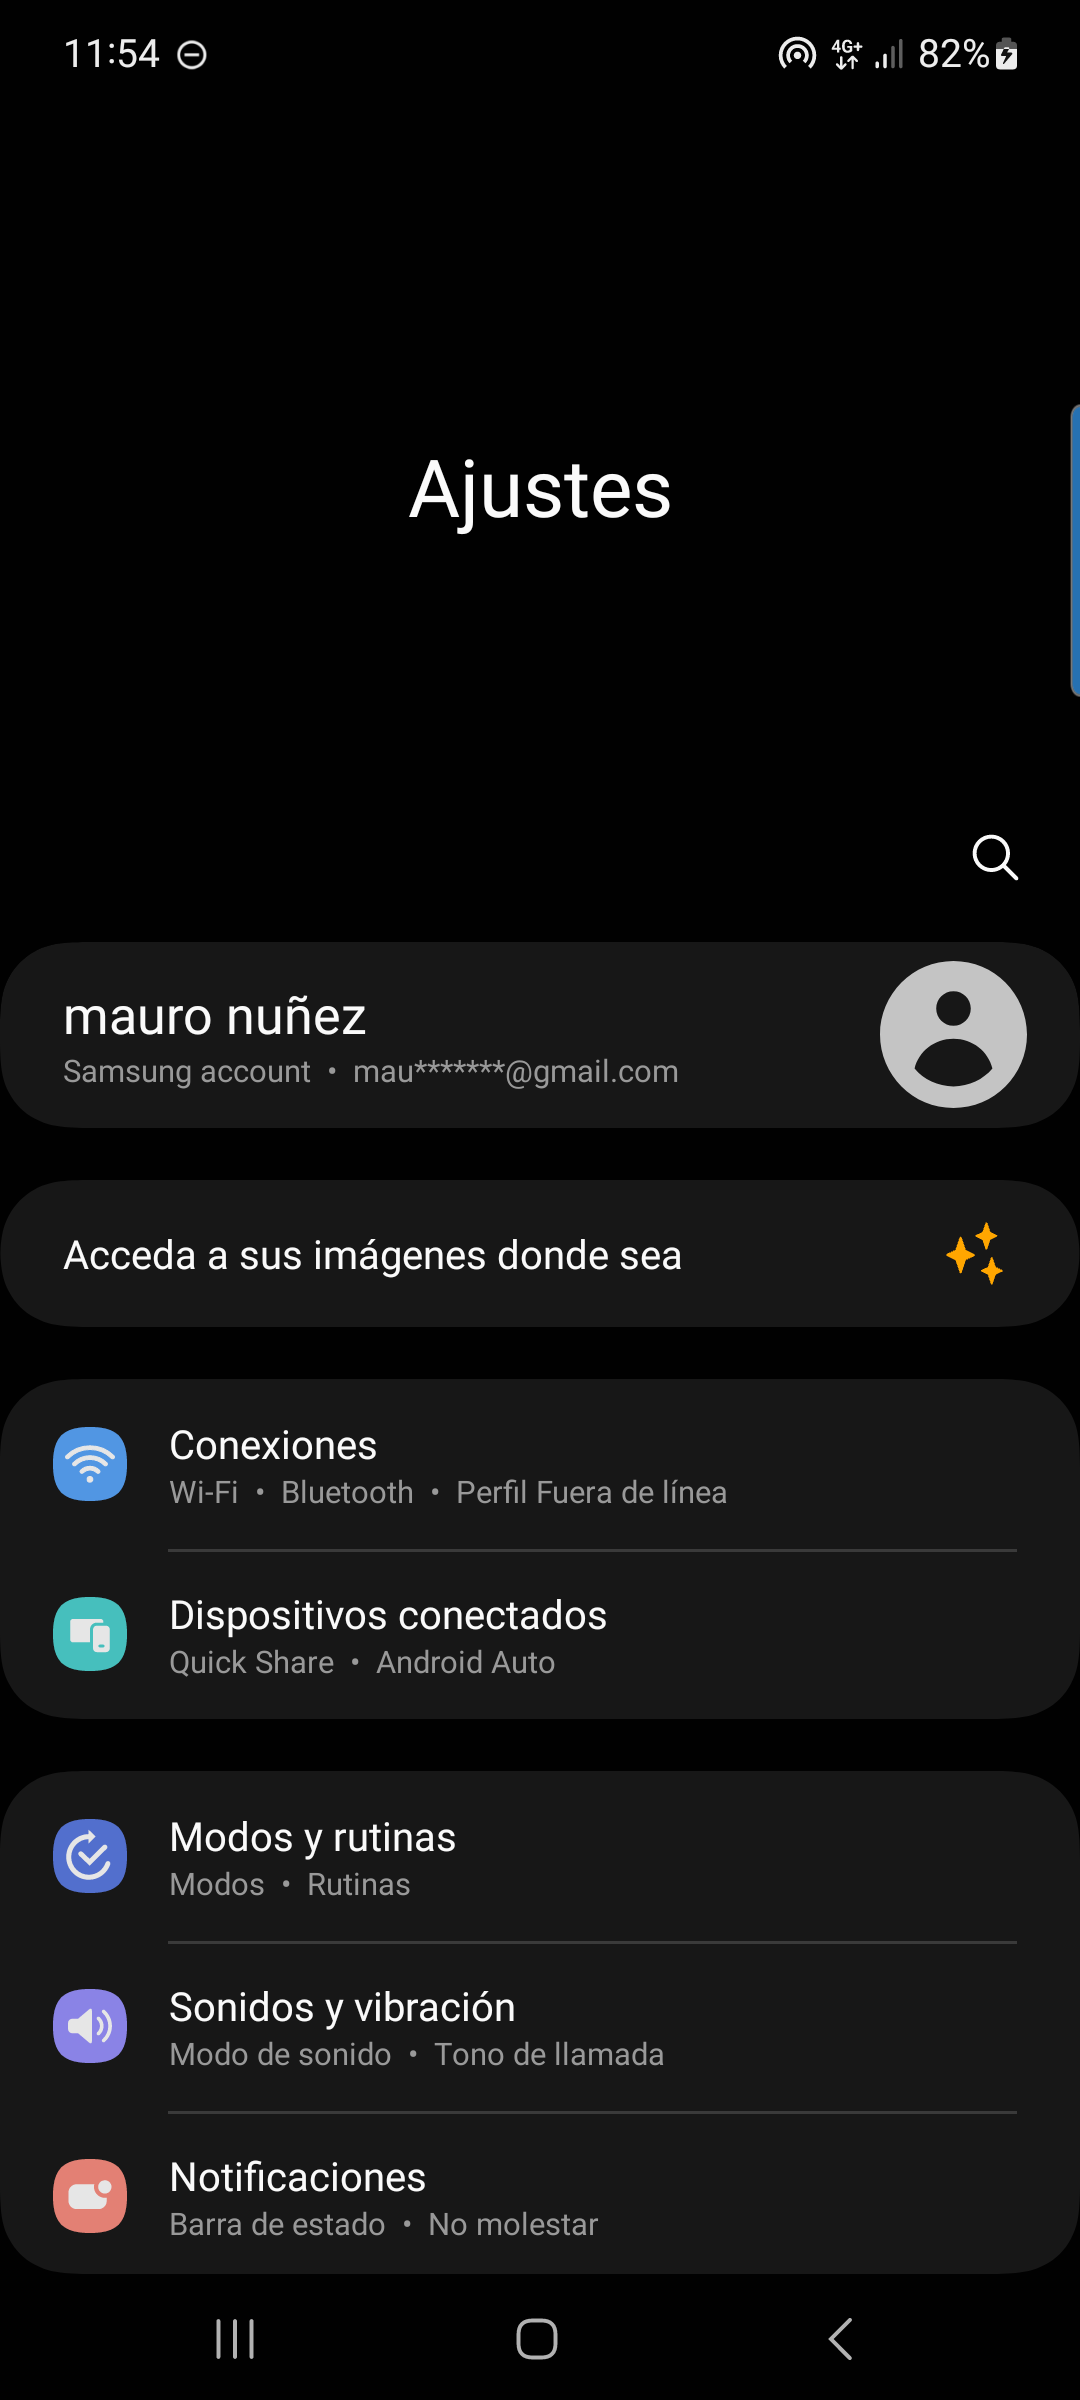 11:54 4G+ 82%
Ajustes
mauro nuñez
Samsung account • mau*******@gmail.com
Acceda a sus imágenes donde sea
Conexiones
Wi-Fi • Bluetooth • Perfil Fuera de línea
Dispositivos conectados
Quick Share • Android Auto
Modos y rutinas
Modos • Rutinas
Sonidos y vibración
Modo de sonido • Tono de llamada
Notificaciones
Barra de estado • No molestar